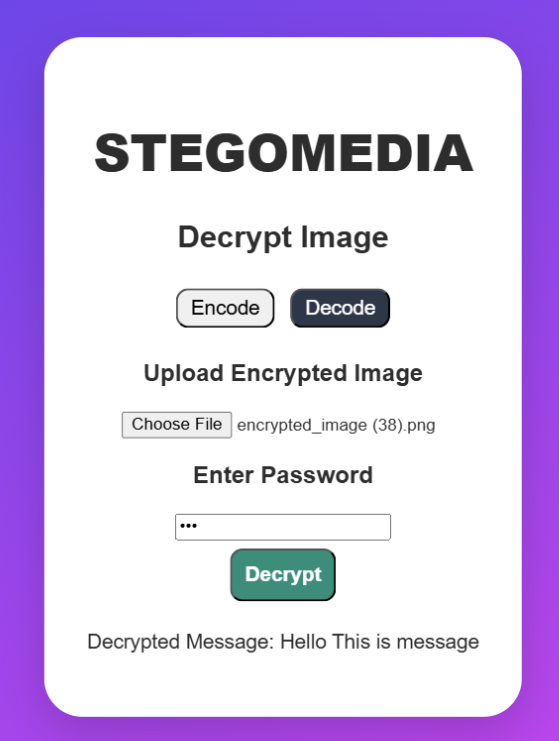 STEGOMEDIA
Decrypt Image
Encode Decode
Upload Encrypted Image
Choose File encrypted_image (38).png
Enter Password
•••
Decrypt
Decrypted Message: Hello This is message